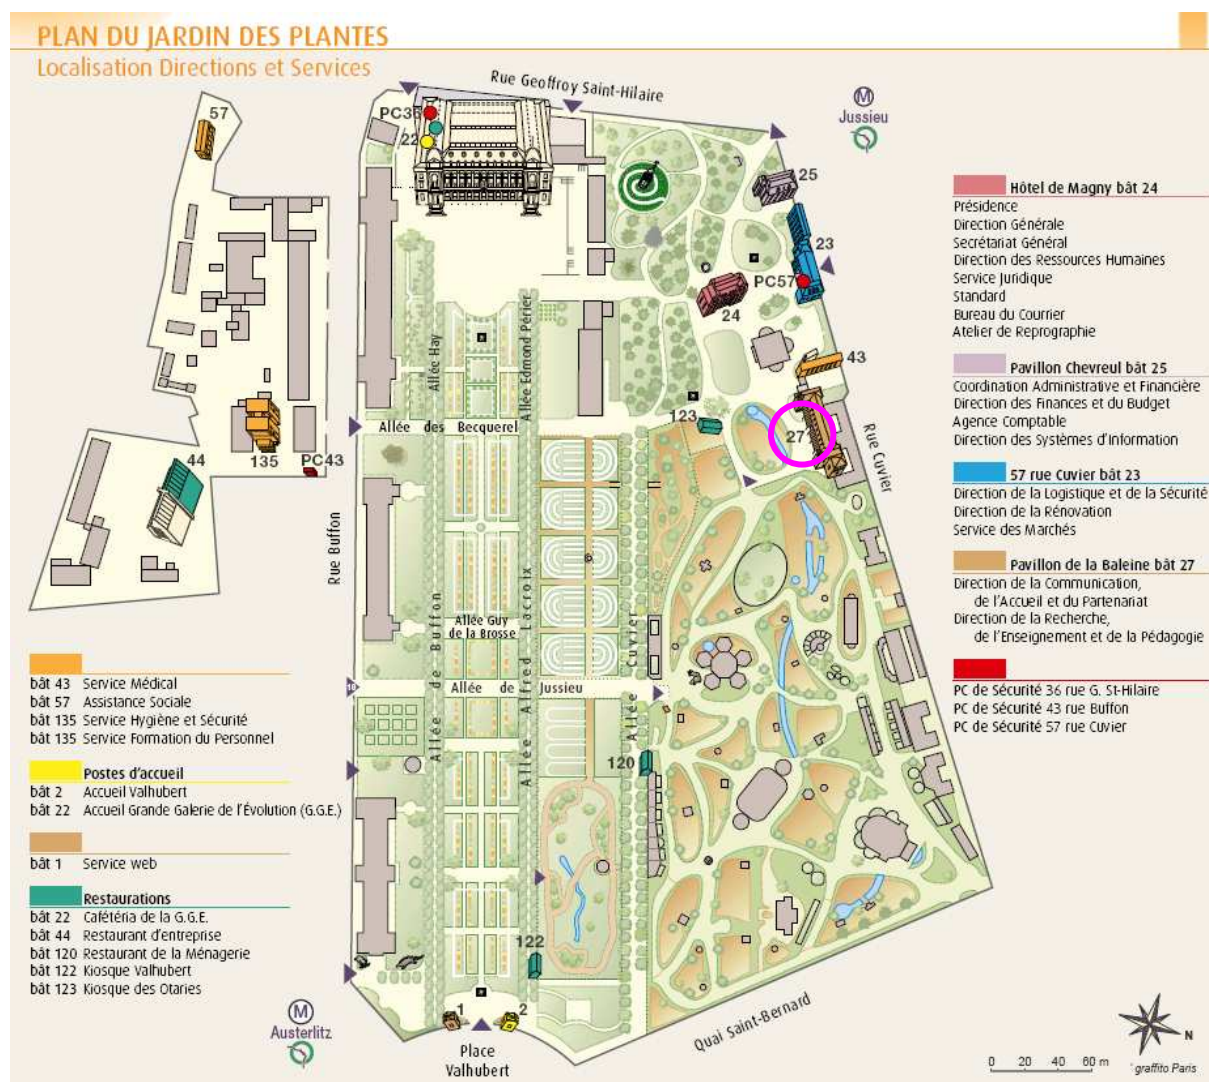 PLAN DU JARDIN DES PLANTES
Localisation Directions et Services
Rue Geoffroy Saint-Hilaire
M
Jussieu
57
PC36
22
25
23
PC57
24
43
123
27
Rue Cuvier
Allée Hay
Allée Edmond Périer
Allée des Becquerel
44
135
PC43
Rue Buffon
Allée de Buffon
Allée Alfred Lacroix
Allée Cuvier
Allée Guy
de la Brosse
Allée de Jussieu
18
120
122
1
2
Place
Valhubert
Quai Saint-Bernard
M
Austerlitz
Hôtel de Magny bât 24
Présidence
Direction Générale
Secrétariat Général
Direction des Ressources Humaines
Service Juridique
Standard
Bureau du Courrier
Atelier de Reprographie
Pavillon Chevreul bât 25
Coordination Administrative et Financière
Direction des Finances et du Budget
Agence Comptable
Direction des Systèmes d'Information
57 rue Cuvier bât 23
Direction de la Logistique et de la Sécurité
Direction de la Rénovation
Service des Marchés
Pavillon de la Baleine bât 27
Direction de la Communication,
de l'Accueil et du Partenariat
Direction de la Recherche,
de l'Enseignement et de la Pédagogie
PC de Sécurité 36 rue G. St-Hilaire
PC de Sécurité 43 rue Buffon
PC de Sécurité 57 rue Cuvier
bât 43 Service Médical
bât 57 Assistance Sociale
bât 135 Service Hygiène et Sécurité
bât 135 Service Formation du Personnel
Postes d'accueil
bât 2 Accueil Valhubert
bât 22 Accueil Grande Galerie de l'Évolution (G.G.E.)
bât 1 Service web
Restaurations
bât 22 Cafétéria de la G.G.E.
bât 44 Restaurant d'entreprise
bât 120 Restaurant de la Ménagerie
bât 122 Kiosque Valhubert
bât 123 Kiosque des Otaries
N
0 20 40 60 m
graffito Paris